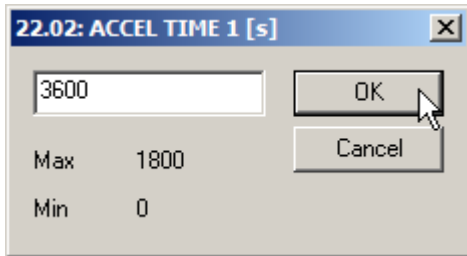 22.02: ACCEL TIME 1 [s]
3600 OK
Cancel
Max 1800
Min 0